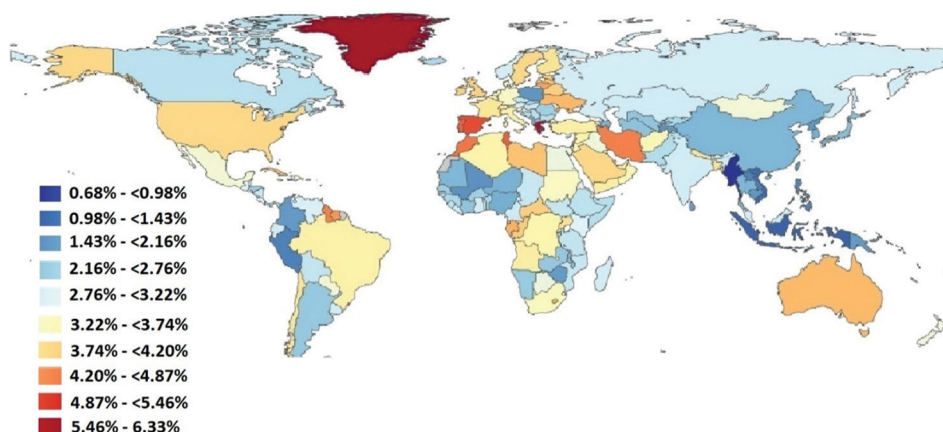 0.68% - <0.98%
0.98% - <1.43%
1.43% - <2.16%
2.16% - <2.76%
2.76% - <3.22%
3.22% - <3.74%
3.74% - <4.20%
4.20% - <4.87%
4.87% - <5.46%
5.46% - 6.33%